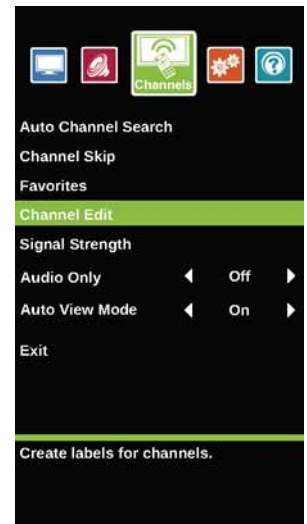 Channels
Auto Channel Search
Channel Skip
Favorites
Channel Edit
Signal Strength
Audio Only Off
Auto View Mode On
Exit
Create labels for channels.